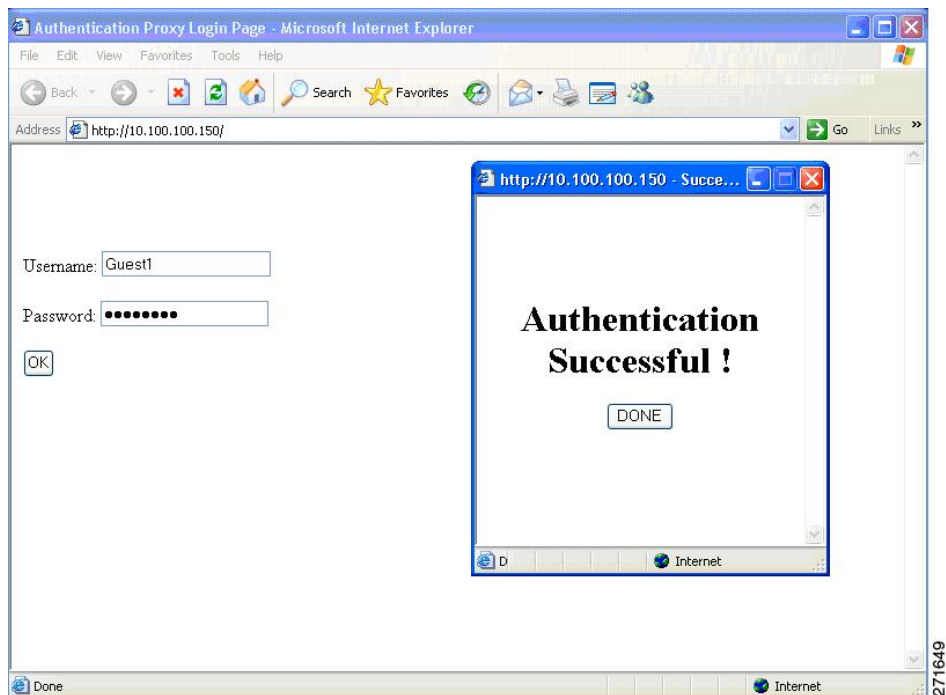 Authentication Proxy Login Page - Microsoft Internet Explorer
File Edit View Favorites Tools Help
Back Search Favorites
Address http://10.100.100.150/ Go Links »
http://10.100.100.150 - Succe...
Username: Guest1
Password: ••••••••
OK
Authentication
Successful !
DONE
D Internet
Done Internet
271649